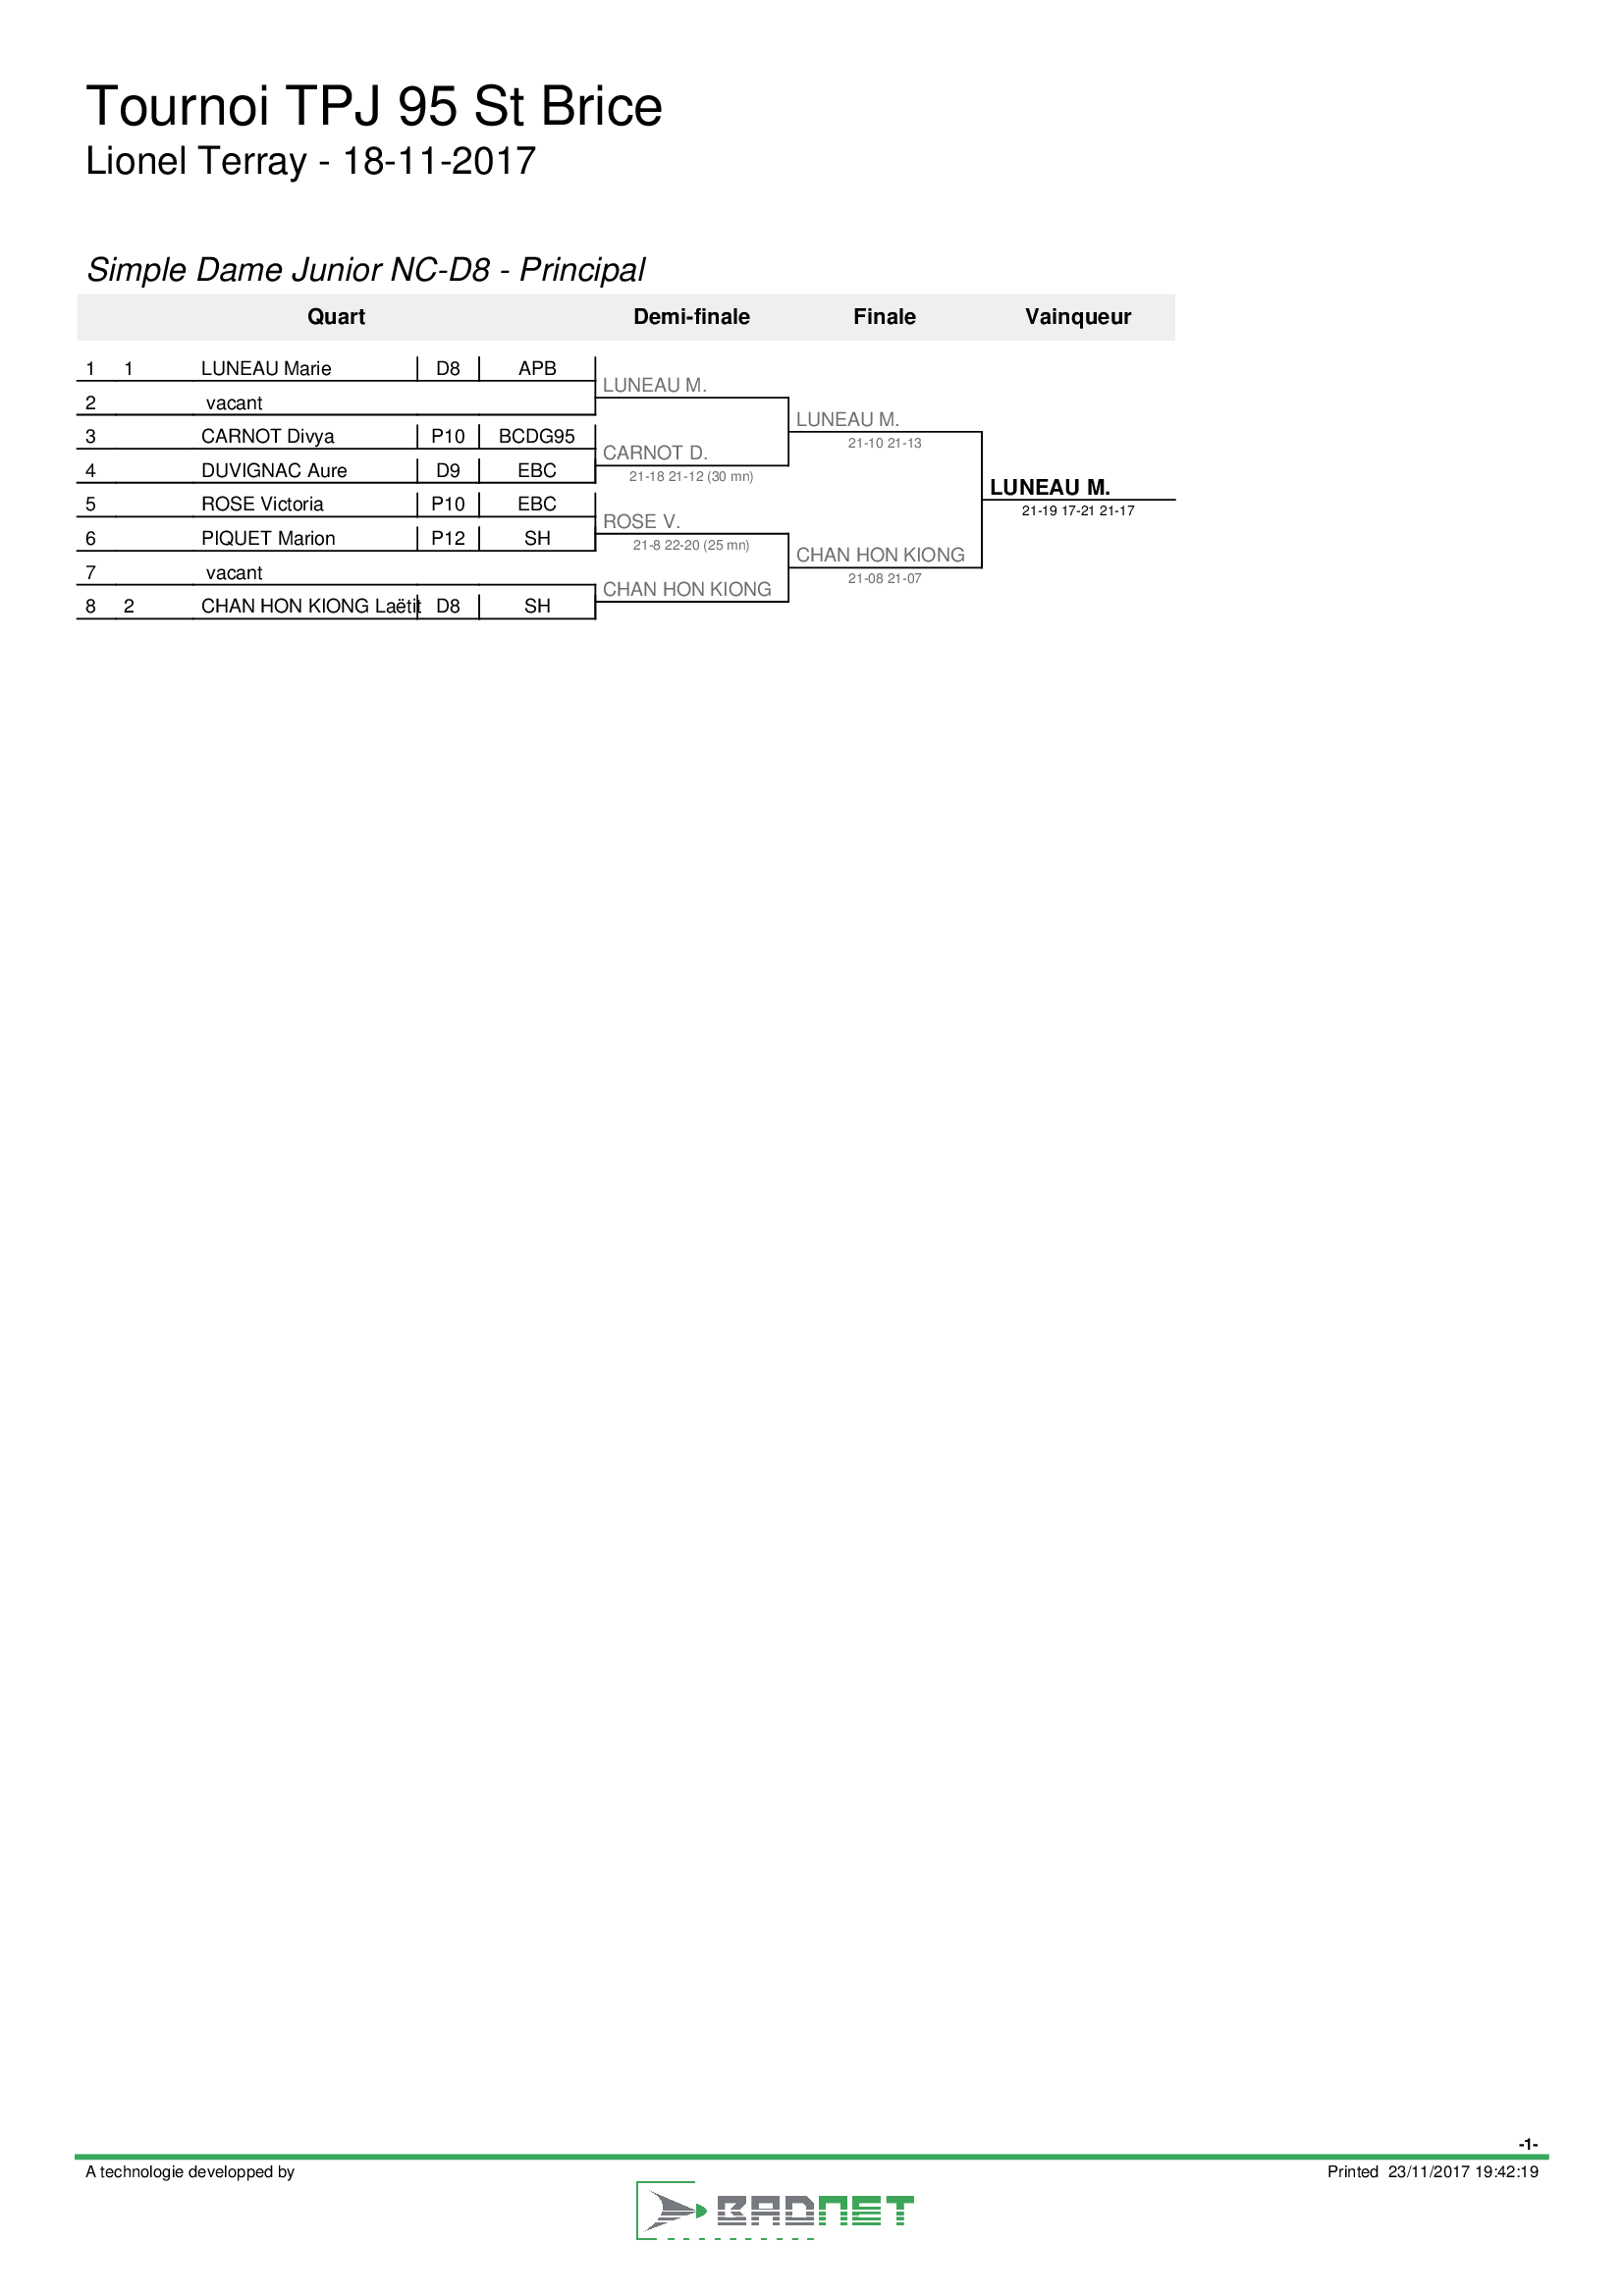 Tournoi TPJ 95 St Brice
Lionel Terray - 18-11-2017
Simple Dame Junior NC-D8 - Principal
Quart Demi-finale Finale Vainqueur
1 1 LUNEAU Marie D8 APB
LUNEAU M.
2 vacant
LUNEAU M.
21-10 21-13
3 CARNOT Divya P10 BCDG95
CARNOT D.
21-18 21-12 (30 mn)
4 DUVIGNAC Aure D9 EBC
LUNEAU M.
21-19 17-21 21-17
5 ROSE Victoria P10 EBC
ROSE V.
21-8 22-20 (25 mn)
6 PIQUET Marion P12 SH
CHAN HON KIONG
21-08 21-07
7 vacant
CHAN HON KIONG
8 2 CHAN HON KIONG Laëtit D8 SH
-1-
A technologie developped by
Printed 23/11/2017 19:42:19
BADNET